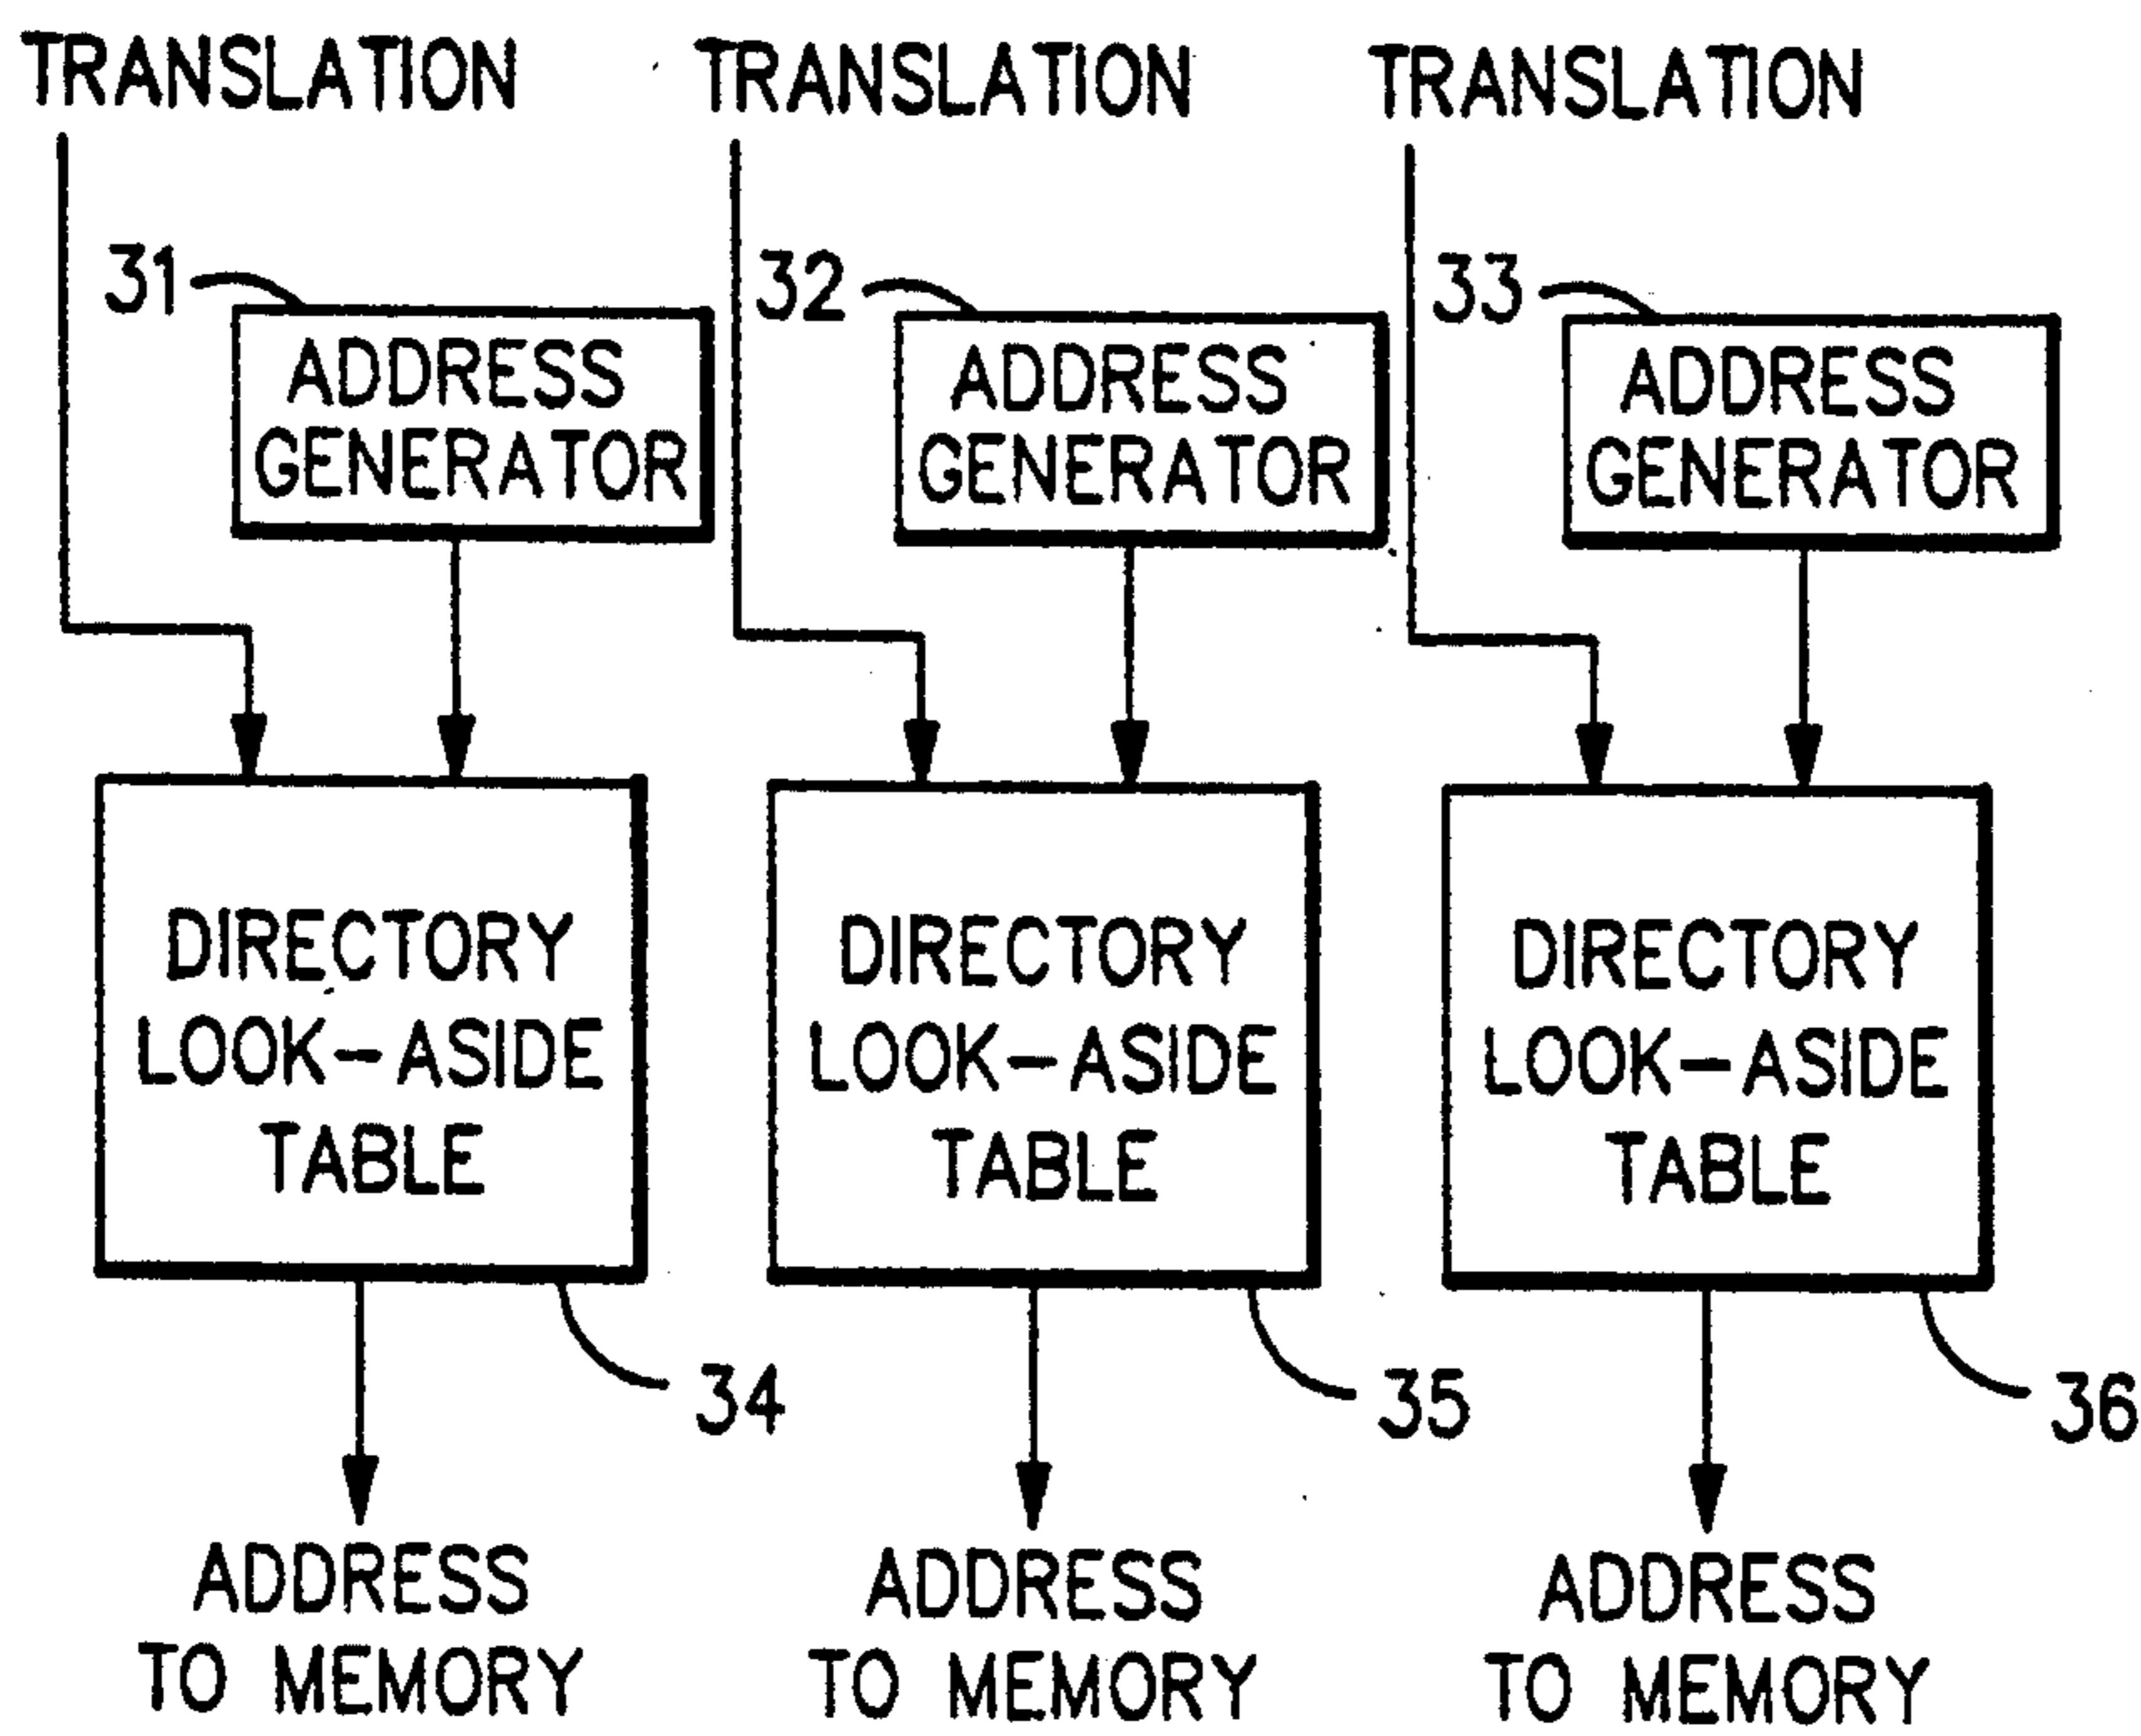 TRANSLATION TRANSLATION TRANSLATION
31 32 33
ADDRESS GENERATOR
ADDRESS GENERATOR
ADDRESS GENERATOR
DIRECTORY
LOOK-ASIDE
TABLE
DIRECTORY
LOOK-ASIDE
TABLE
DIRECTORY
LOOK-ASIDE
TABLE
34 35 36
ADDRESS
TO MEMORY
ADDRESS
TO MEMORY
ADDRESS
TO MEMORY